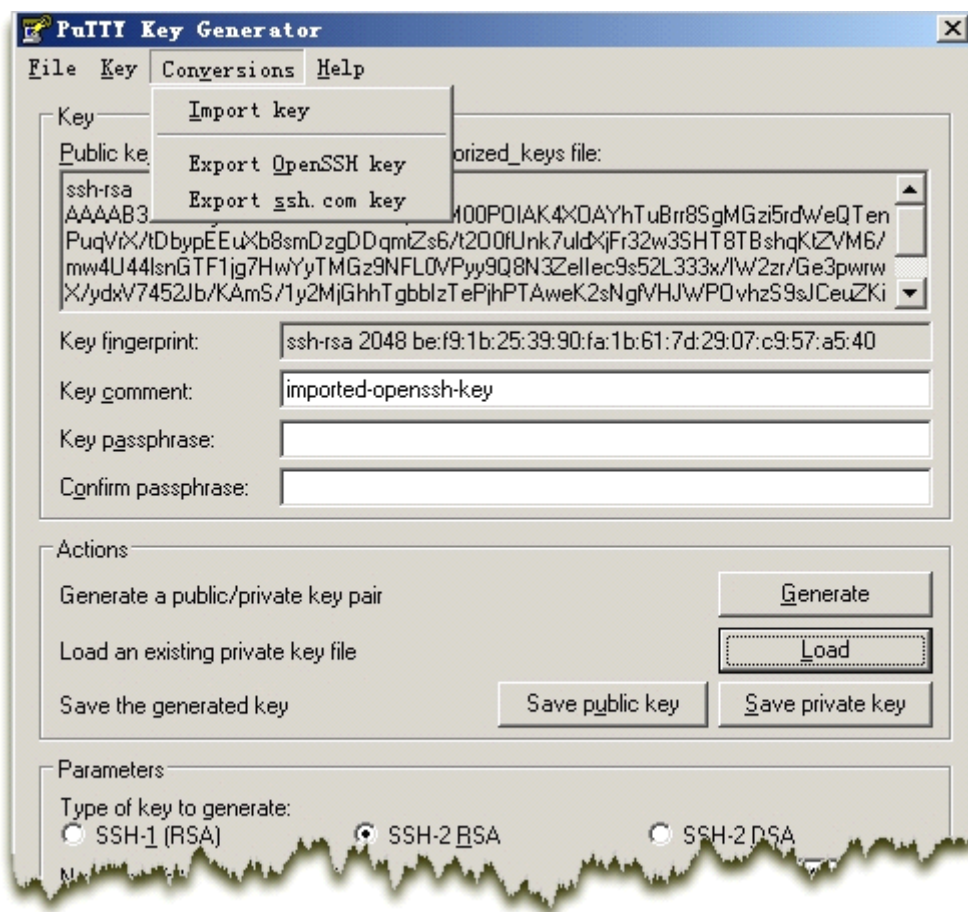 PuTTY Key Generator
File Key Conversions Help
Import key
Export OpenSSH key
Export ssh.com key
Key
Public ke orized_keys file:
ssh-rsa
AAAAB3 M00POIAK4XOAYhTuBrr8SgMGzi5rdWeQTen
PuqVrX/tDbypEEuXb8smDzgDDqmtZs6/t2O0fUnk7uldXjFr32w3SHT8TBshqKtZVM6/
mw4U44lsnGTF1jg7HwYyTMGz9NFL0VPyy9Q8N3Zellec9s52L333x/IW2zr/Ge3pwrw
X/ydxV7452Jb/KAmS/1y2MjGhhTgbbIzTePjhPTAweK2sNgfVHJWPOvhzS9sJCeuZKi
Key fingerprint: ssh-rsa 2048 be:f9:1b:25:39:90:fa:1b:61:7d:29:07:c9:57:a5:40
Key comment: imported-openssh-key
Key passphrase:
Confirm passphrase:
Actions
Generate a public/private key pair Generate
Load an existing private key file Load
Save the generated key Save public key Save private key
Parameters
Type of key to generate:
SSH-1 (RSA) SSH-2 RSA SSH-2 DSA